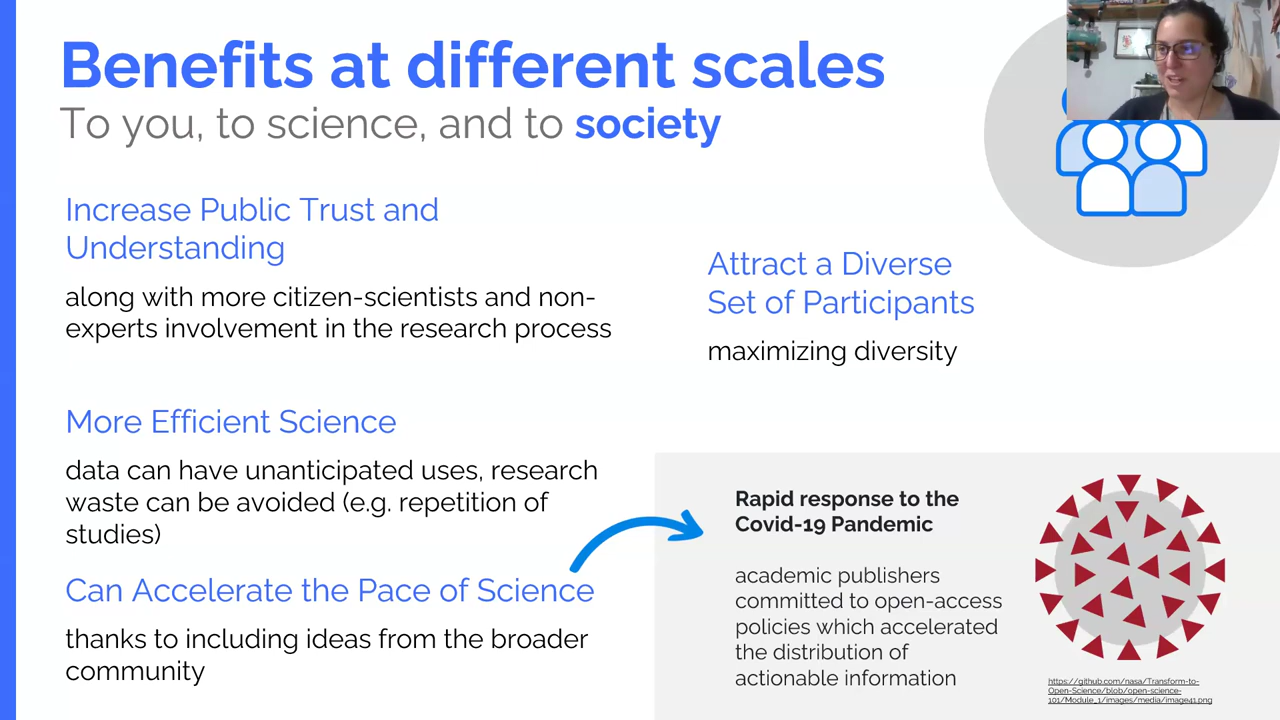 Benefits at different scales
To you, to science, and to society
Increase Public Trust and
Understanding
along with more citizen-scientists and non-
experts involvement in the research process
Attract a Diverse
Set of Participants
maximizing diversity
More Efficient Science
data can have unanticipated uses, research
waste can be avoided (e.g. repetition of
studies)
Can Accelerate the Pace of Science
thanks to including ideas from the broader
community
Rapid response to the
Covid-19 Pandemic
academic publishers
committed to open-access
policies which accelerated
the distribution of
actionable information
https://github.com/nasa/Transform-to-
Open-Science/blob/open-science-
101/Module_1/images/media/image41.png